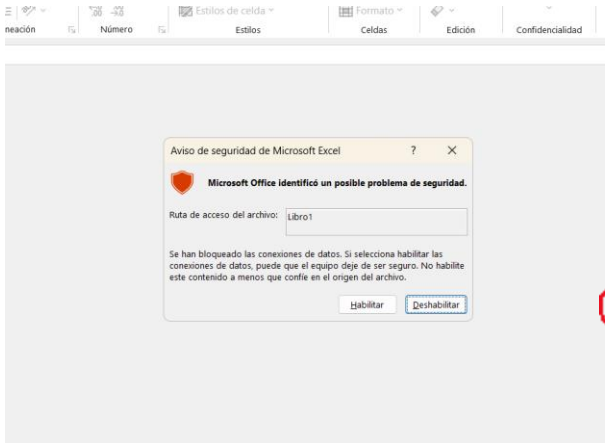 Estilos de celda
Formato
neación
Número
Estilos
Celdas
Edición
Confidencialidad
Aviso de seguridad de Microsoft Excel
?
Microsoft Office identificó un posible problema de seguridad.
Ruta de acceso del archivo:
Libro1
Se han bloqueado las conexiones de datos. Si selecciona habilitar las
conexiones de datos, puede que el equipo deje de ser seguro. No habilite
este contenido a menos que confíe en el origen del archivo.
Habilitar
Deshabilitar